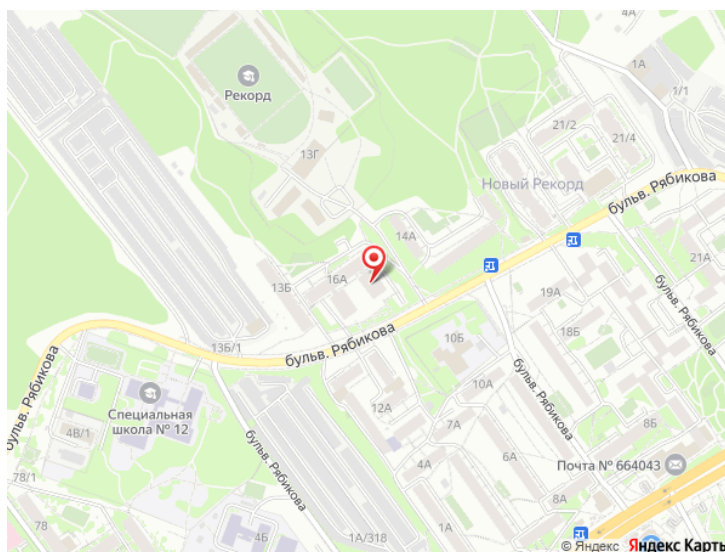 4А
1А
1/1
Рекорд
21/2
21/4
13Г
Новый Рекорд
бульв. Рябикова
14А
16А
13Б
21А
19А
бульв. Рябикова
18Б
10Б
13Б/1
бульв. Рябикова
бульв. Рябикова
10А
бульв. Рябикова
Специальная
школа № 12
12А
8Б
4В/1
бульв. Рябикова
7А
6А
4А
Почта № 664043
78/1
8А
78
4Б
1А/318
1А
© Яндекс Яндекс Карты